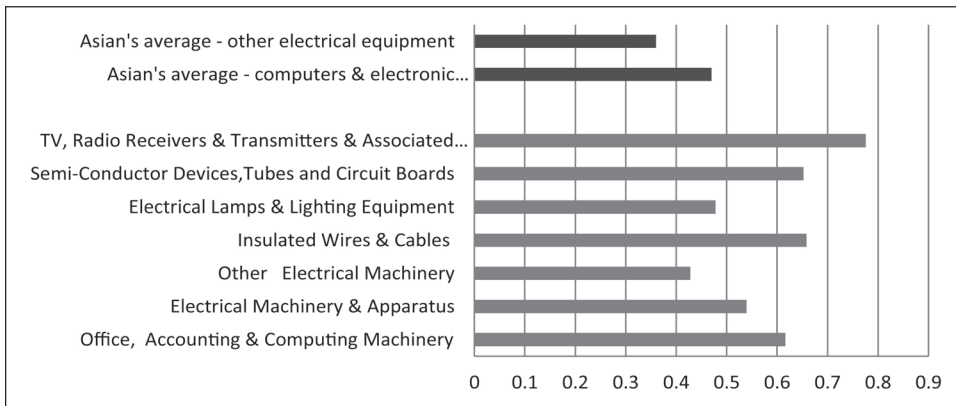 Asian's average - other electrical equipment
Asian's average - computers & electronic...
TV, Radio Receivers & Transmitters & Associated...
Semi-Conductor Devices,Tubes and Circuit Boards
Electrical Lamps & Lighting Equipment
Insulated Wires & Cables
Other Electrical Machinery
Electrical Machinery & Apparatus
Office, Accounting & Computing Machinery
0 0.1 0.2 0.3 0.4 0.5 0.6 0.7 0.8 0.9